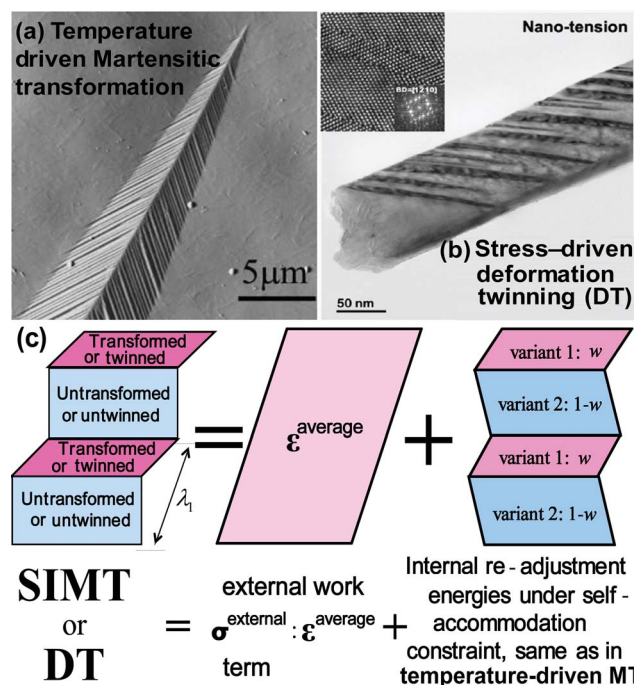 (a) Temperature
driven Martensitic
transformation
5μm
Nano-tension
BD=[1210]
(b) Stress–driven
deformation
twinning (DT)
50 nm
(c)
Transformed
or twinned
Untransformed
or untwinned
Transformed
or twinned
Untransformed
or untwinned
λ1
=
εaverage
+
variant 1: w
variant 2: 1-w
variant 1: w
variant 2: 1-w
SIMT
or
DT
=
external work
σexternal : εaverage
term
+
Internal re - adjustment
energies under self -
accommodation
constraint, same as in
temperature-driven MT